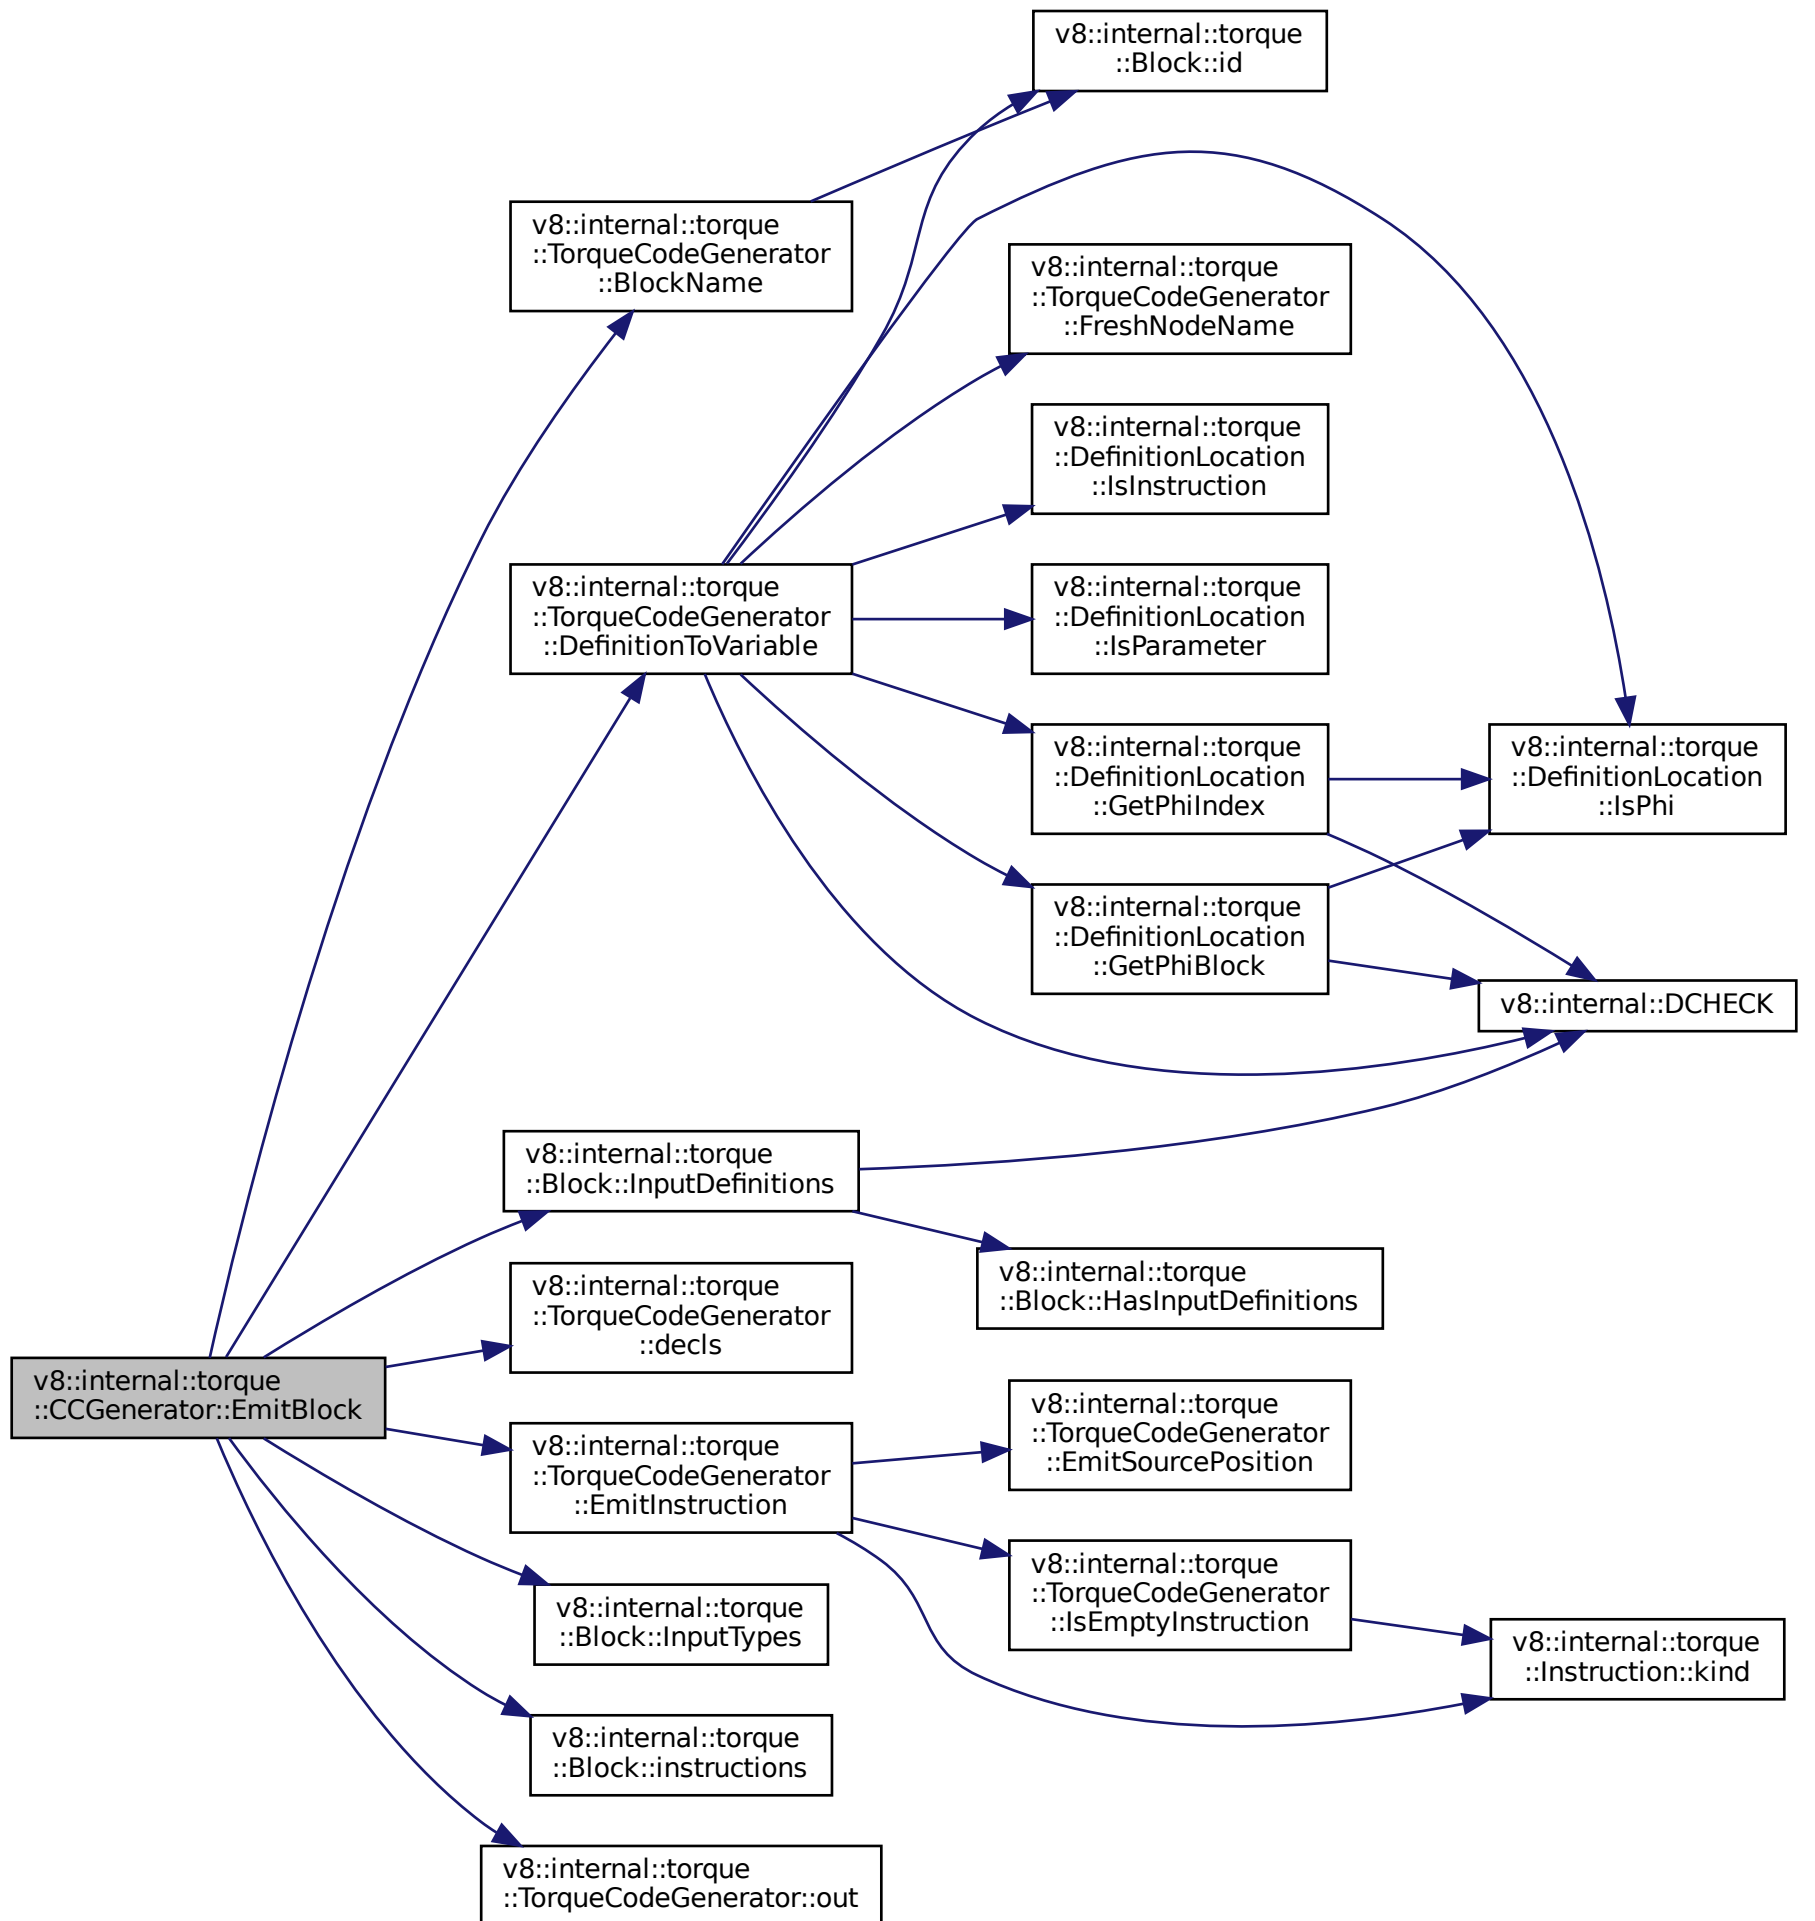 v8::internal::torque
::Block::id
v8::internal::torque
::TorqueCodeGenerator
::BlockName
v8::internal::torque
::TorqueCodeGenerator
::FreshNodeName
v8::internal::torque
::DefinitionLocation
::IsInstruction
v8::internal::torque
::TorqueCodeGenerator
::DefinitionToVariable
v8::internal::torque
::DefinitionLocation
::IsParameter
v8::internal::torque
::DefinitionLocation
::GetPhiIndex
v8::internal::torque
::DefinitionLocation
::IsPhi
v8::internal::torque
::DefinitionLocation
::GetPhiBlock
v8::internal::DCHECK
v8::internal::torque
::Block::InputDefinitions
v8::internal::torque
::Block::HasInputDefinitions
v8::internal::torque
::TorqueCodeGenerator
::decls
v8::internal::torque
::CCGenerator::EmitBlock
v8::internal::torque
::TorqueCodeGenerator
::EmitSourcePosition
v8::internal::torque
::TorqueCodeGenerator
::EmitInstruction
v8::internal::torque
::TorqueCodeGenerator
::IsEmptyInstruction
v8::internal::torque
::Block::InputTypes
v8::internal::torque
::Instruction::kind
v8::internal::torque
::Block::instructions
v8::internal::torque
::TorqueCodeGenerator::out